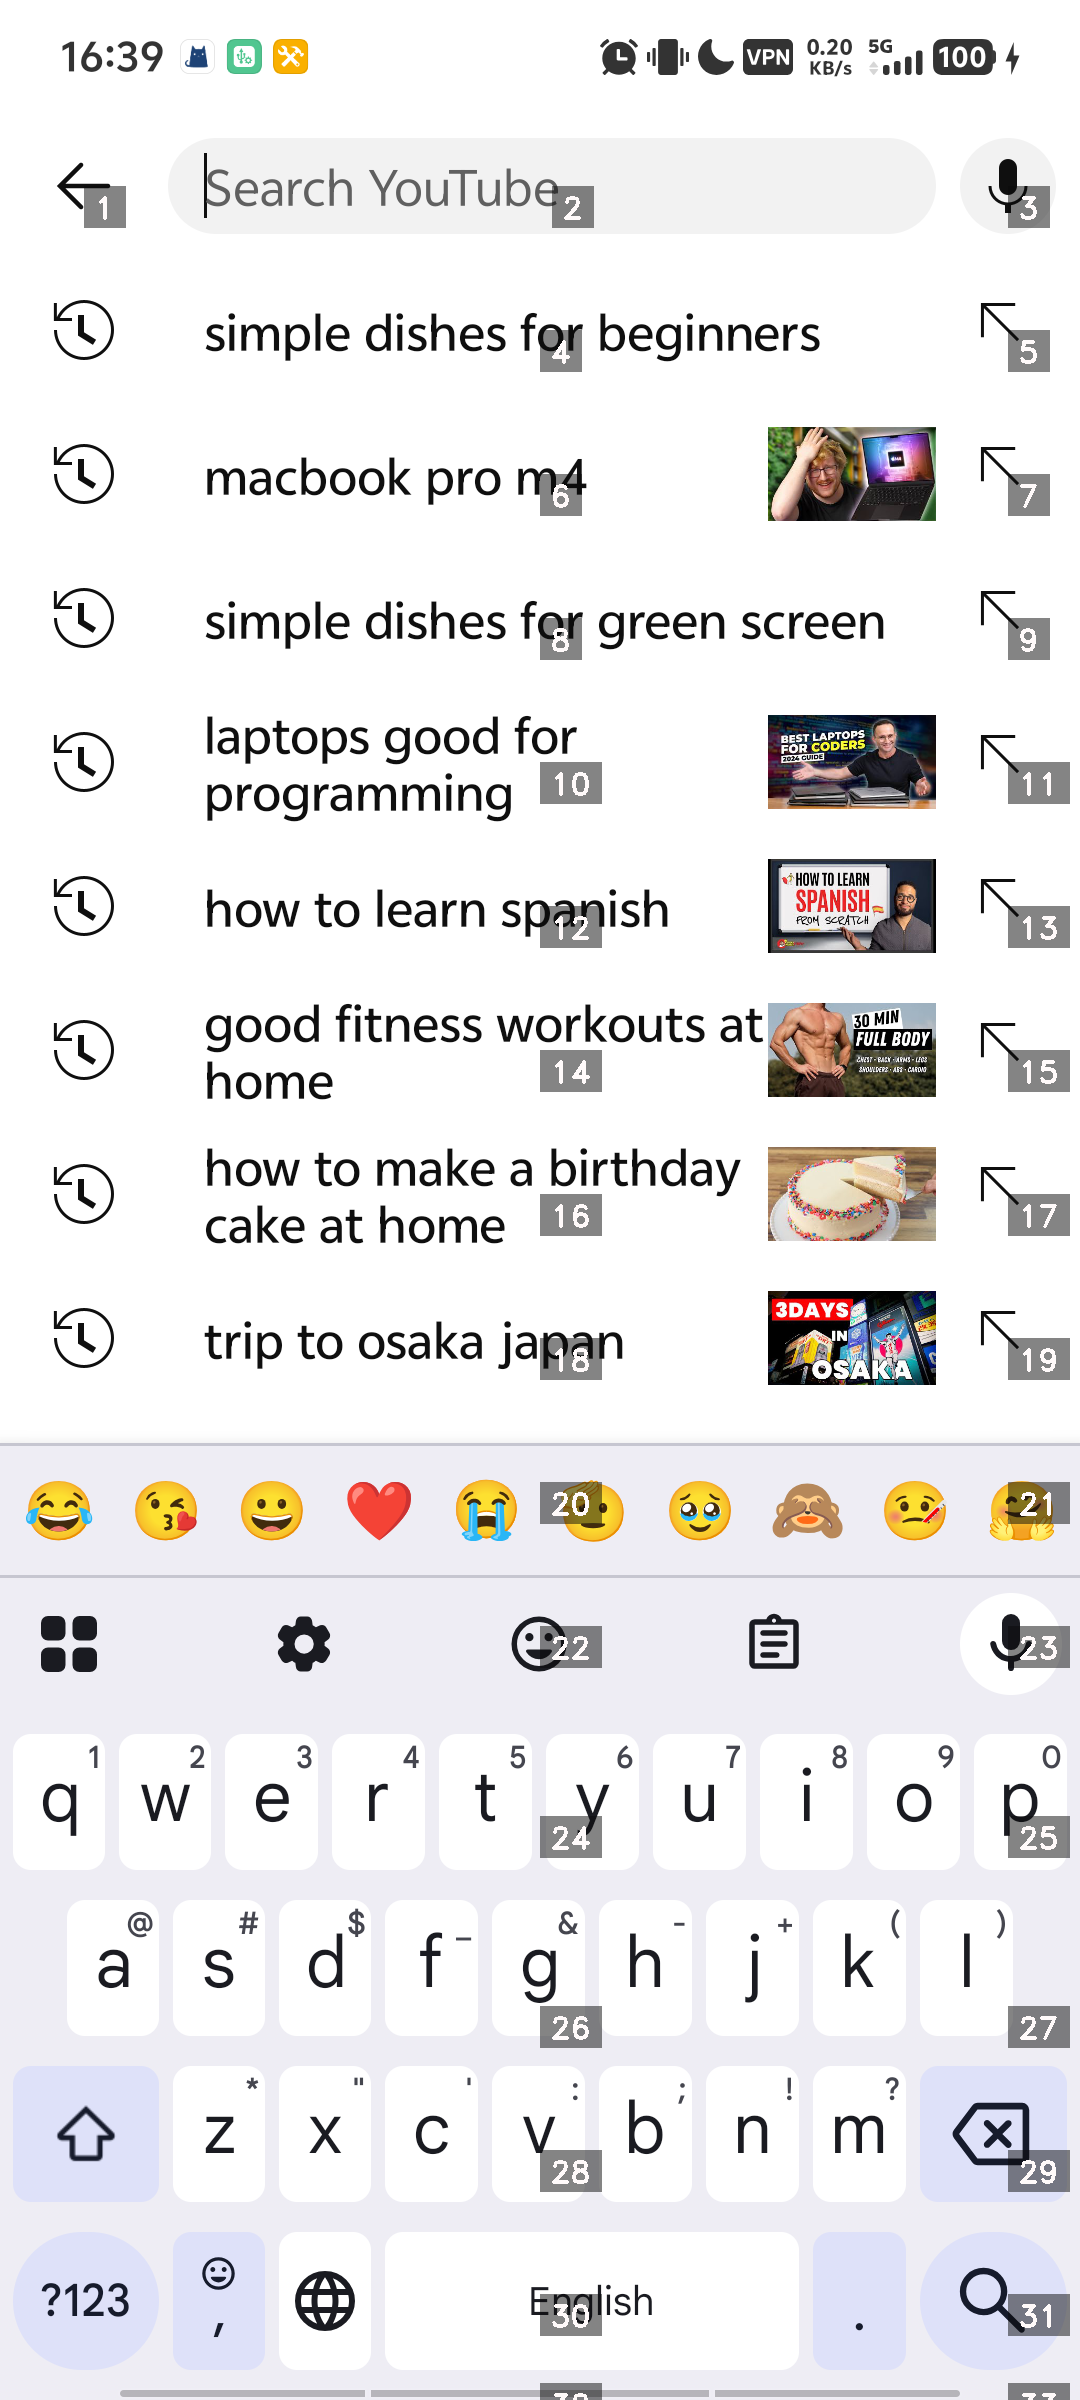 16:39 VPN 0.20 KB/s 5G 100
1 Search YouTube 2 3
simple dishes for beginners 4 5
macbook pro m4 6 7
simple dishes for green screen 8 9
laptops good for
programming 10 11
BEST LAPTOPS
FOR CODERS
2024 GUIDE
how to learn spanish 12 13
HOW TO LEARN
SPANISH
FROM SCRATCH
good fitness workouts at
home 14 15
30 MIN
FULL BODY
CHEST • BACK • ARMS • LEGS
SHOULDERS • ABS • CARDIO
how to make a birthday
cake at home 16 17
trip to osaka japan 18 19
3DAYS
IN
OSAKA
20 21
22 23
1 2 3 4 5 6 7 8 9 0
q w e r t y u i o p
24 25
@ # $ _ & - + ( )
a s d f g h j k l
26 27
* " ' : ; ! ?
z x c v b n m
28 29
?123 , English .
30 31